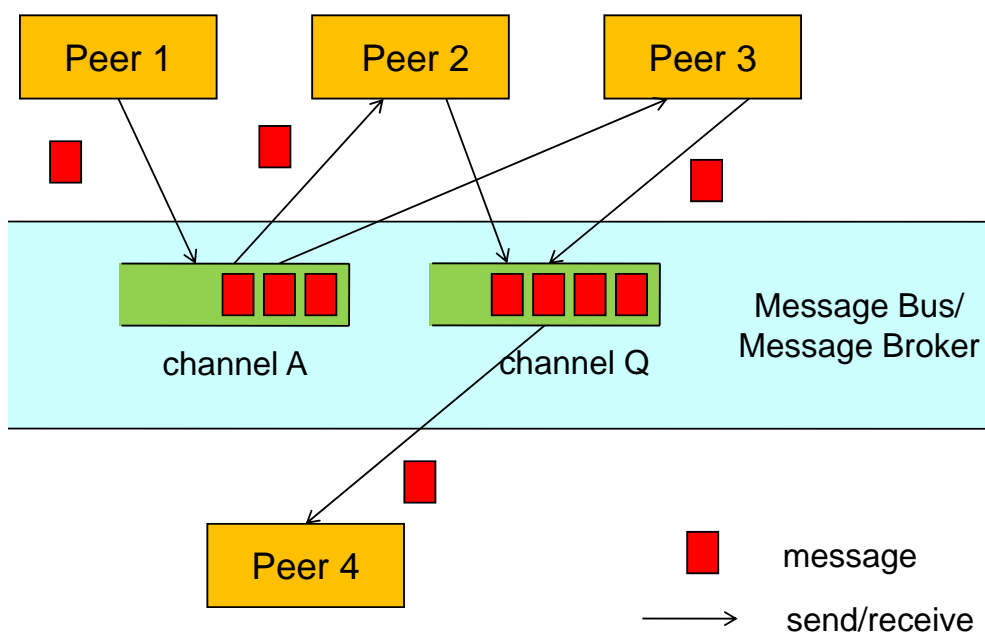 Peer 1
Peer 2
Peer 3
channel A
channel Q
Message Bus/
Message Broker
Peer 4
message
send/receive